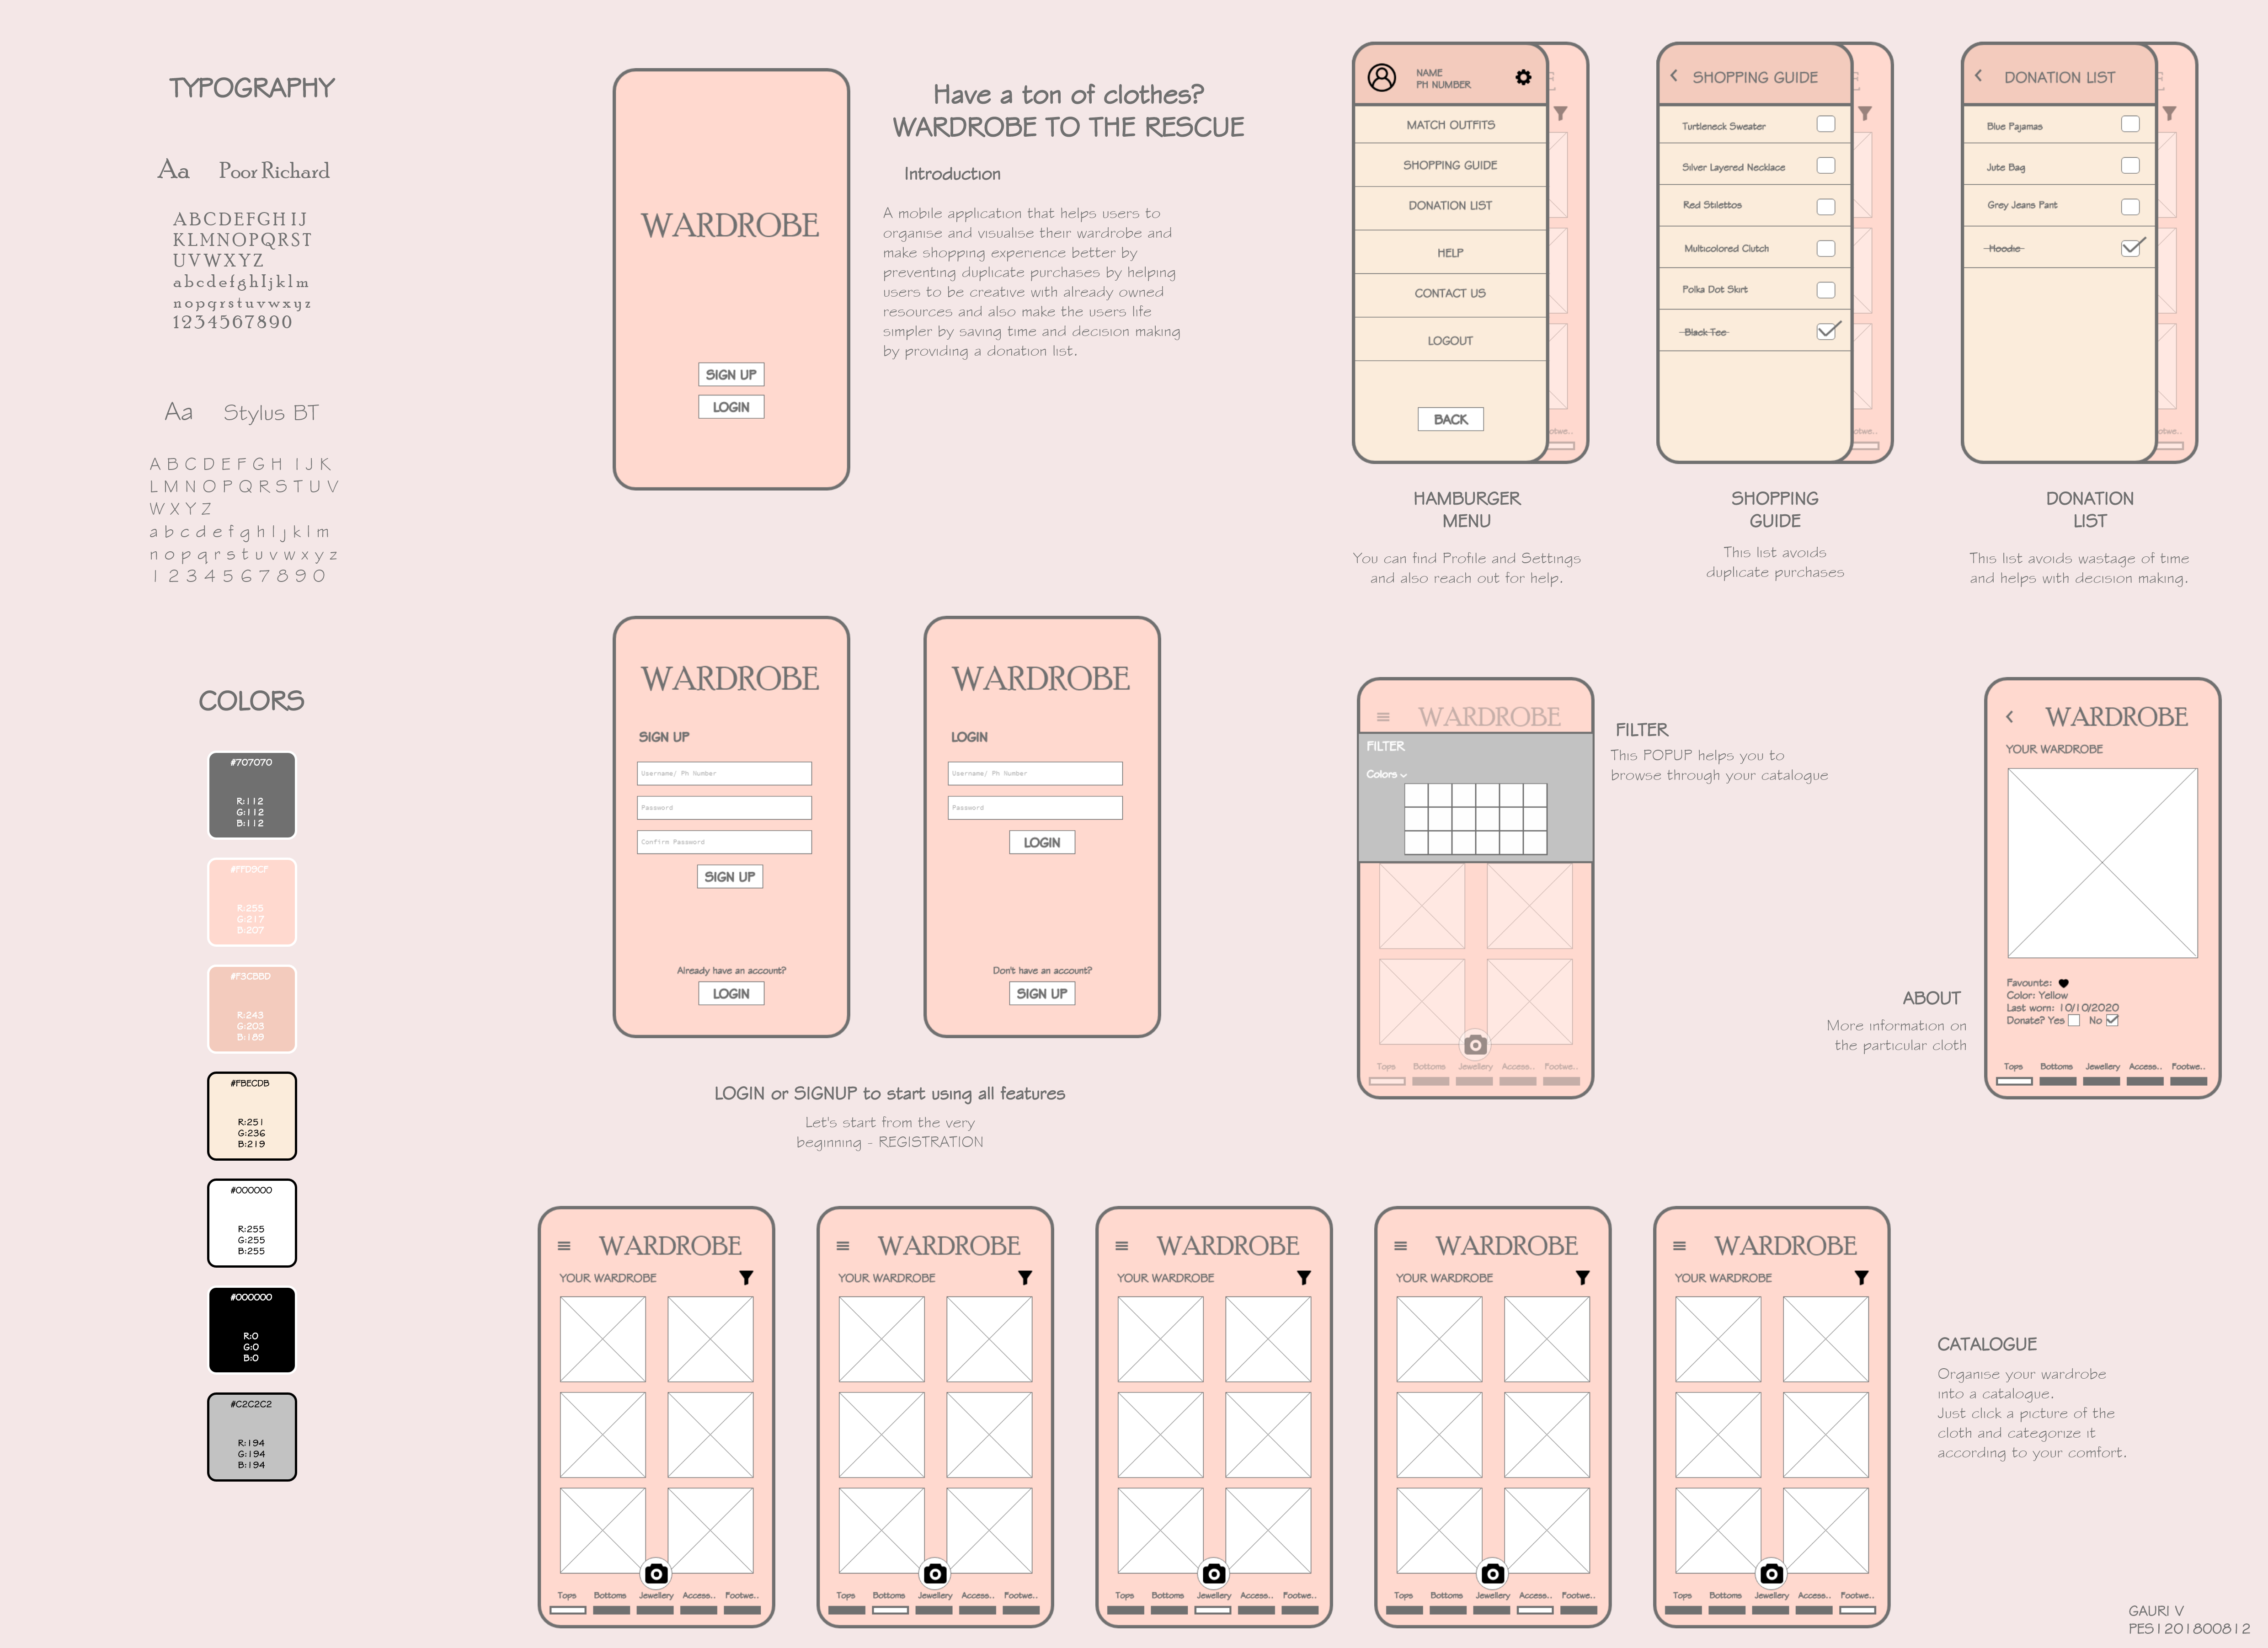 TYPOGRAPHY
Aa Poor Richard
ABCDEFGHIJ
KLMNOPQRST
UVWXYZ
abcdefghIjklm
nopqrstuvwxyz
1234567890
Aa Stylus BT
ABCDEFGHIJK
LMNOPQRSTUV
WXYZ
abcdefghIjklm
nopqrstuvwxyz
1234567890
COLORS
#707070
R:112
G:112
B:112
#FFD9CF
R:255
G:217
B:207
#F3CBBD
R:243
G:203
B:189
#FBECDB
R:251
G:236
B:219
#000000
R:255
G:255
B:255
#000000
R:0
G:0
B:0
#C2C2C2
R:194
G:194
B:194
WARDROBE
SIGN UP
LOGIN
Have a ton of clothes?
WARDROBE TO THE RESCUE
Introduction
A mobile application that helps users to
organise and visualise their wardrobe and
make shopping experience better by
preventing duplicate purchases by helping
users to be creative with already owned
resources and also make the users life
simpler by saving time and decision making
by providing a donation list.
NAME
PH NUMBER
MATCH OUTFITS
SHOPPING GUIDE
DONATION LIST
HELP
CONTACT US
LOGOUT
BACK
E
otwe..
HAMBURGER
MENU
You can find Profile and Settings
and also reach out for help.
SHOPPING GUIDE
Turtleneck Sweater
Silver Layered Necklace
Red Stilettos
Multicolored Clutch
Polka Dot Skirt
Black Tee
E
otwe..
SHOPPING
GUIDE
This list avoids
duplicate purchases
DONATION LIST
Blue Pajamas
Jute Bag
Grey Jeans Pant
Hoodie
E
otwe..
DONATION
LIST
This list avoids wastage of time
and helps with decision making.
WARDROBE
SIGN UP
Username/ Ph Number
Password
Confirm Password
SIGN UP
Already have an account?
LOGIN
WARDROBE
LOGIN
Username/ Ph Number
Password
LOGIN
Don't have an account?
SIGN UP
LOGIN or SIGNUP to start using all features
Let's start from the very
beginning - REGISTRATION
WARDROBE
FILTER
Colors
Tops Bottoms Jewellery Access.. Footwe..
FILTER
This POPUP helps you to
browse through your catalogue
ABOUT
More information on
the particular cloth
WARDROBE
YOUR WARDROBE
Favourite:
Color: Yellow
Last worn: 10/10/2020
Donate? Yes No
Tops Bottoms Jewellery Access.. Footwe..
WARDROBE
YOUR WARDROBE
Tops Bottoms Jewellery Access.. Footwe..
WARDROBE
YOUR WARDROBE
Tops Bottoms Jewellery Access.. Footwe..
WARDROBE
YOUR WARDROBE
Tops Bottoms Jewellery Access.. Footwe..
WARDROBE
YOUR WARDROBE
Tops Bottoms Jewellery Access.. Footwe..
WARDROBE
YOUR WARDROBE
Tops Bottoms Jewellery Access.. Footwe..
CATALOGUE
Organise your wardrobe
into a catalogue.
Just click a picture of the
cloth and categorize it
according to your comfort.
GAURI V
PES1201800812